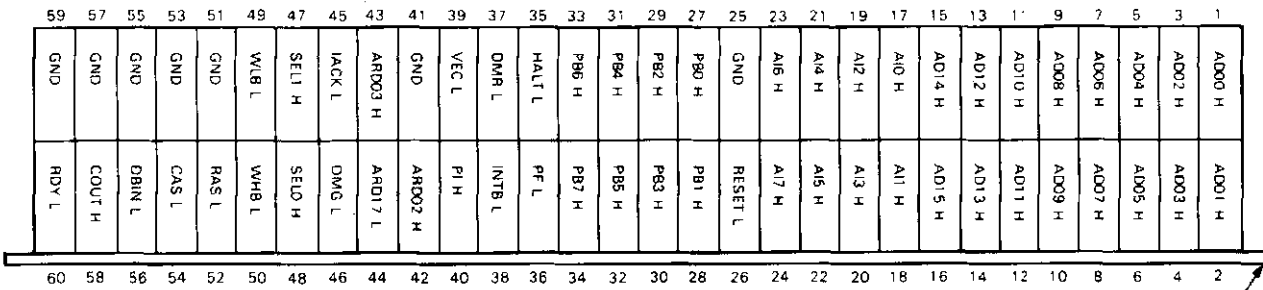 59 57 55 53 51 49 47 45 43 41 39 37 35 33 31 29 27 25 23 21 19 17 15 13 11 9 7 5 3 1
GND GND GND GND GND WLB L SEL1 H IACK L ARD03 H GND VEC L DMR L HALT L PB6 H PB4 H PB2 H PB0 H GND AI6 H AI4 H AI2 H AI0 H AD14 H AD12 H AD10 H AD08 H AD06 H AD04 H AD02 H AD00 H
RDY L COUT H DBIN L CAS L RAS L WHB L SEL0 H DMG L ARD17 L ARD02 H PI H INTB L PF L PB7 H PB5 H PB3 H PB1 H RESET L AI7 H AI5 H AI3 H AI1 H AD15 H AD13 H AD11 H AD09 H AD07 H AD05 H AD03 H AD01 H
60 58 56 54 52 50 48 46 44 42 40 38 36 34 32 30 28 26 24 22 20 18 16 14 12 10 8 6 4 2